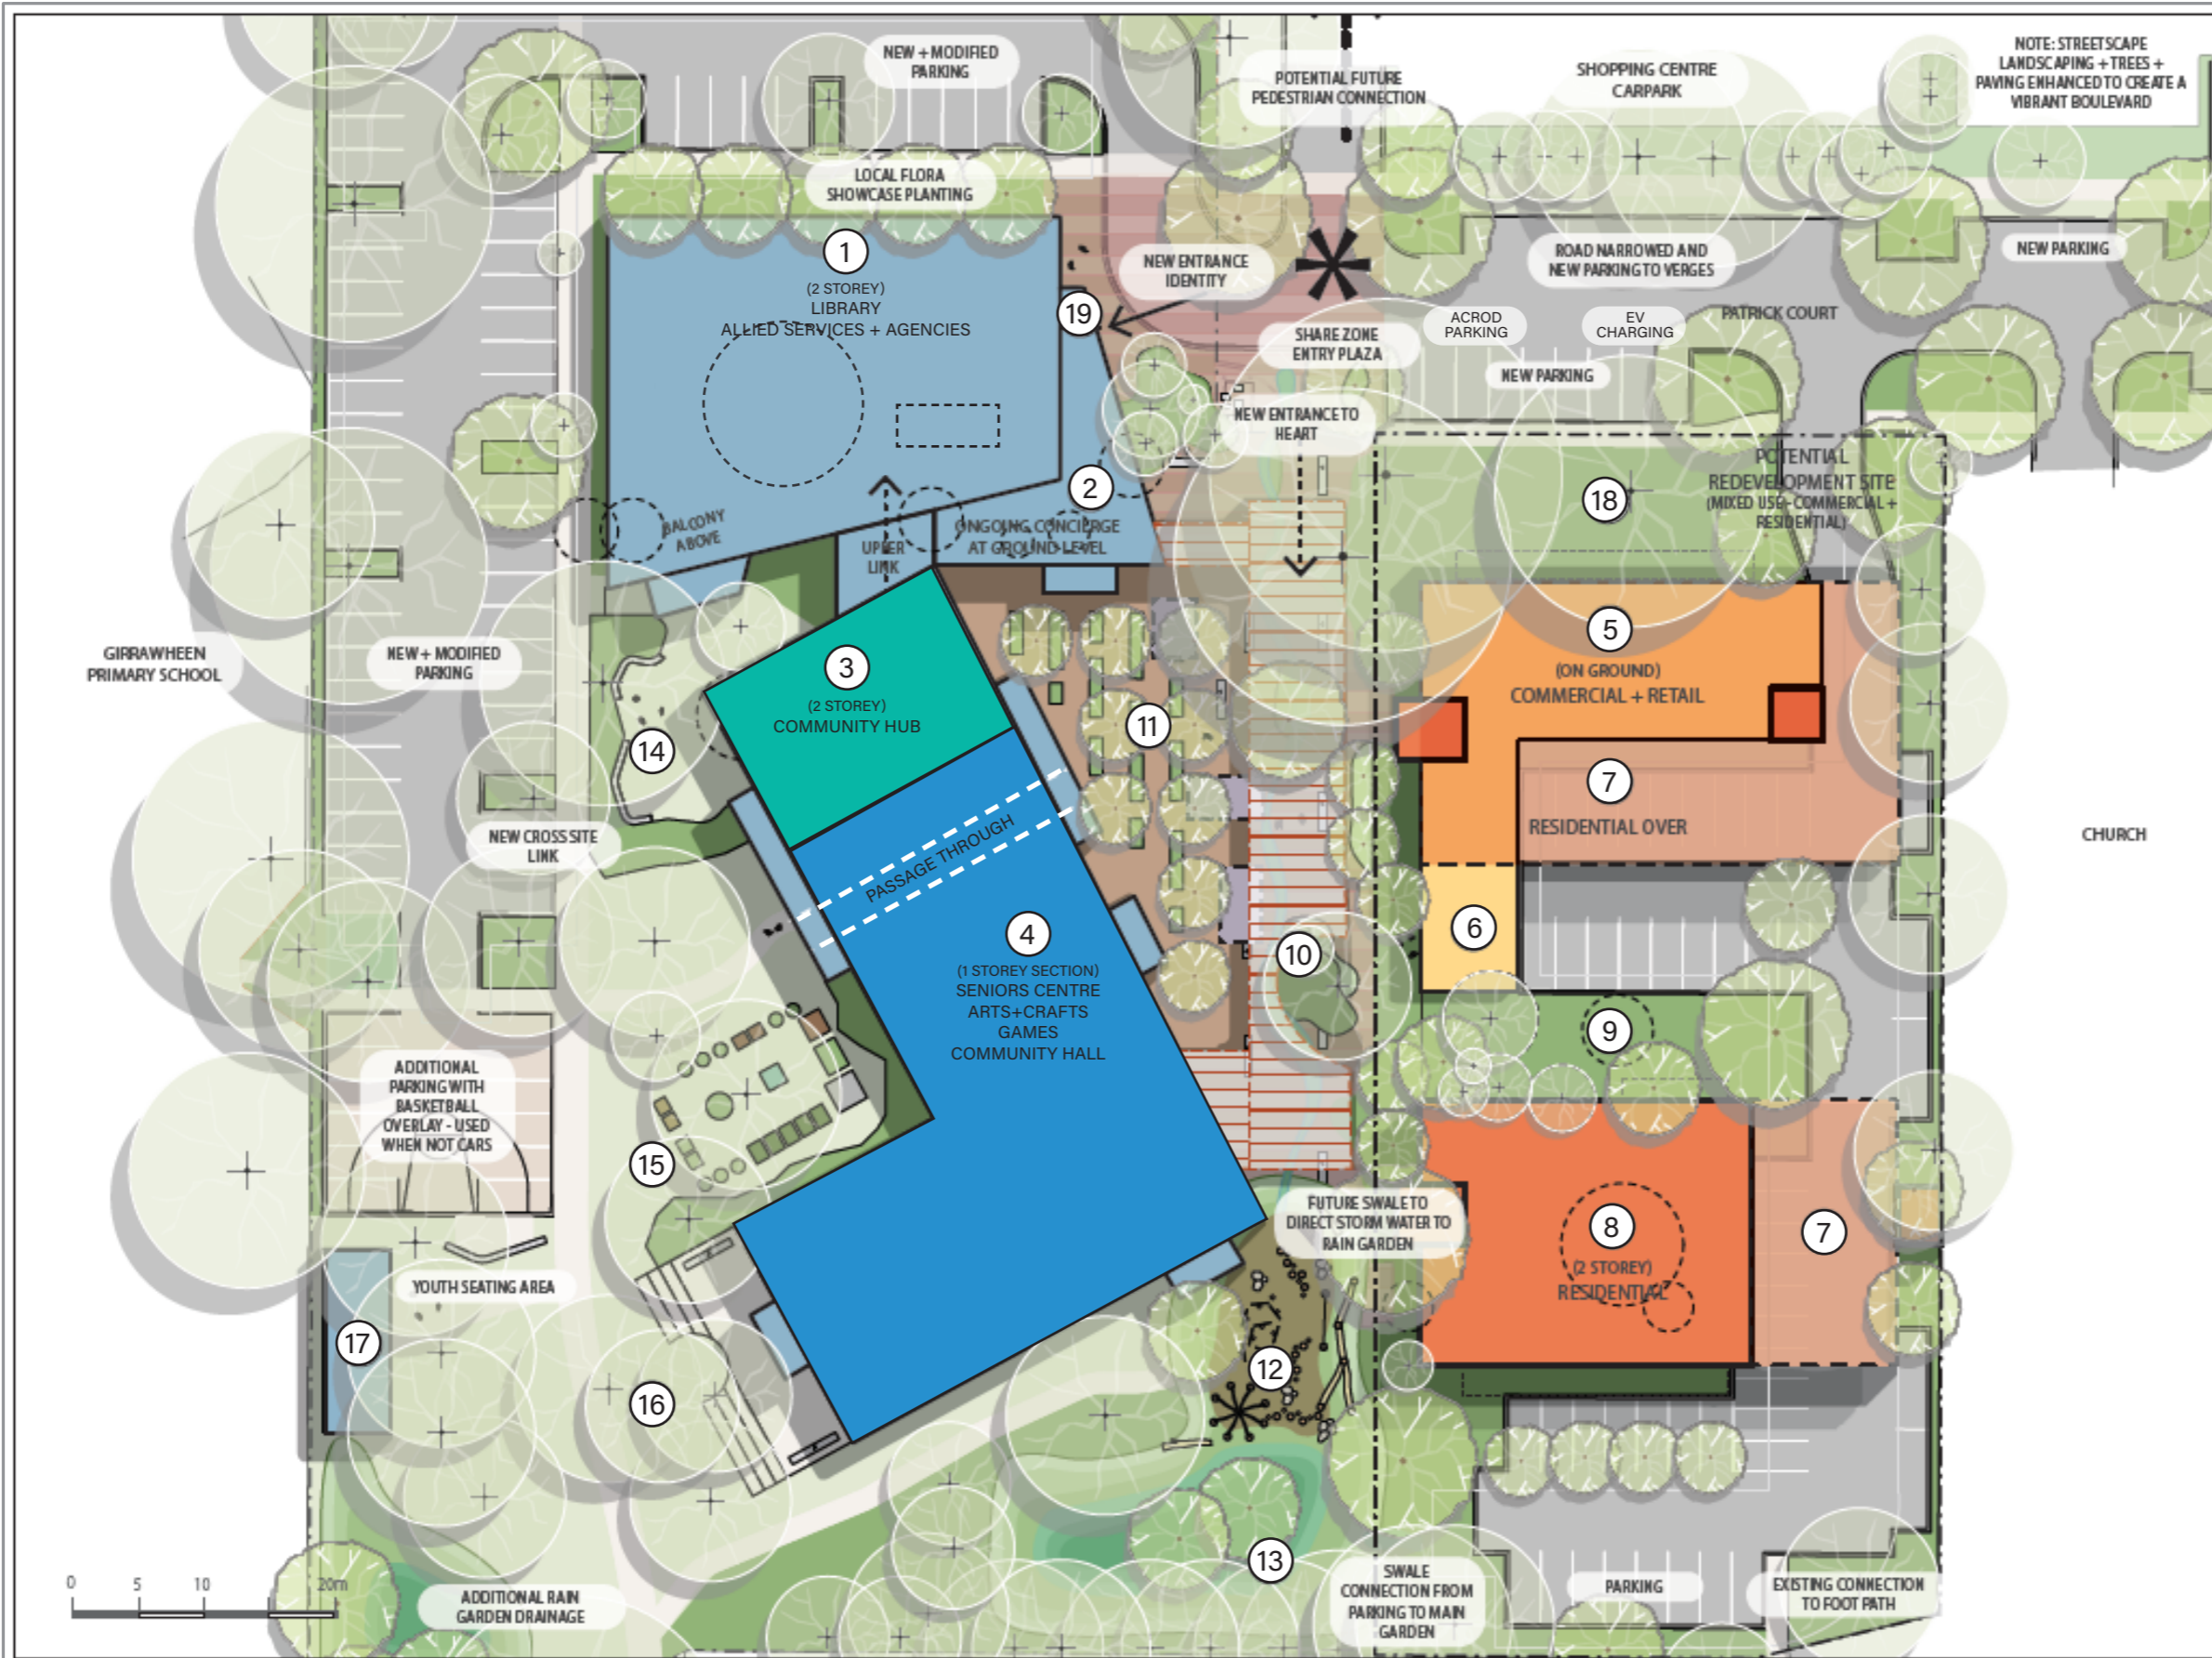 NEW + MODIFIED
PARKING
POTENTIAL FUTURE
PEDESTRIAN CONNECTION
SHOPPING CENTRE
CARPARK
NOTE: STREETSCAPE
LANDSCAPING + TREES +
PAVING ENHANCED TO CREATE A
VIBRANT BOULEVARD
LOCAL FLORA
SHOWCASE PLANTING
1
(2 STOREY)
LIBRARY
ALLIED SERVICES + AGENCIES
NEW ENTRANCE
IDENTITY
19
ROAD NARROWED AND
NEW PARKING TO VERGES
NEW PARKING
SHARE ZONE
ENTRY PLAZA
ACROD
PARKING
EV
CHARGING
PATRICK COURT
NEW PARKING
NEW ENTRANCE TO
HEART
2
ONGOING CONCIERGE
AT GROUND LEVEL
BALCONY
ABOVE
UPPER
LINK
18
POTENTIAL
REDEVELOPMENT SITE
(MIXED USE - COMMERCIAL +
RESIDENTIAL)
GIRRAWHEEN
PRIMARY SCHOOL
NEW + MODIFIED
PARKING
3
(2 STOREY)
COMMUNITY HUB
5
(ON GROUND)
COMMERCIAL + RETAIL
14
11
7
RESIDENTIAL OVER
NEW CROSS SITE
LINK
PASSAGE THROUGH
CHURCH
4
(1 STOREY SECTION)
SENIORS CENTRE
ARTS+CRAFTS
GAMES
COMMUNITY HALL
10
6
9
ADDITIONAL
PARKING WITH
BASKETBALL
OVERLAY - USED
WHEN NOT CARS
15
FUTURE SWALE TO
DIRECT STORM WATER TO
RAIN GARDEN
8
(2 STOREY)
RESIDENTIAL
7
YOUTH SEATING AREA
17
16
12
13
0 5 10 20m
ADDITIONAL RAIN
GARDEN DRAINAGE
SWALE
CONNECTION FROM
PARKING TO MAIN
GARDEN
PARKING
EXISTING CONNECTION
TO FOOT PATH